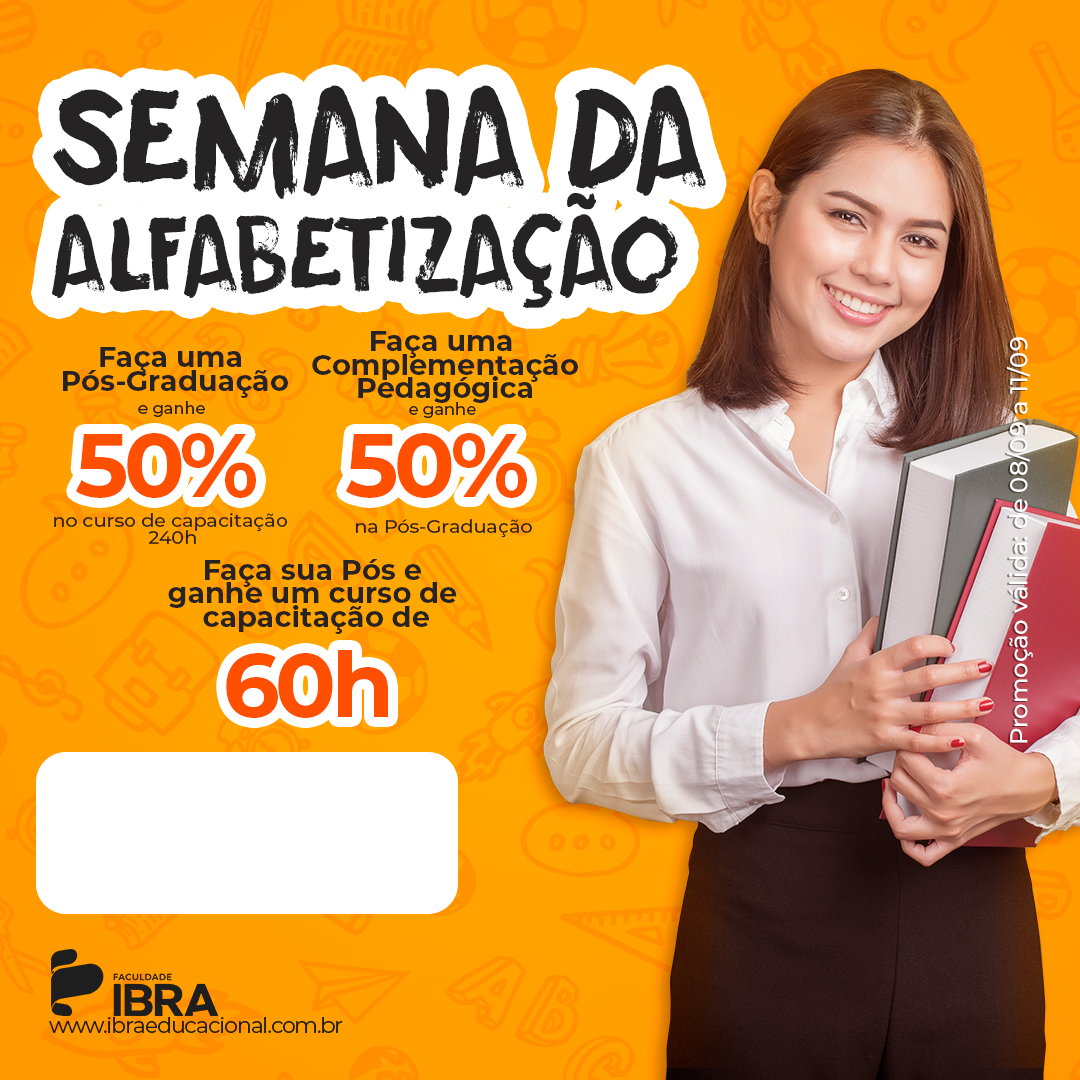 SEMANA DA
ALFABETIZAÇÃO
Faça uma
Pós-Graduação
e ganhe
50%
no curso de capacitação
240h
Faça uma
Complementação
Pedagógica
e ganhe
50%
na Pós-Graduação
Faça sua Pós e
ganhe um curso de
capacitação de
60h
Promoção válida: de 08/09 a 11/09
FACULDADE
IBRA
www.ibraeducacional.com.br
AB